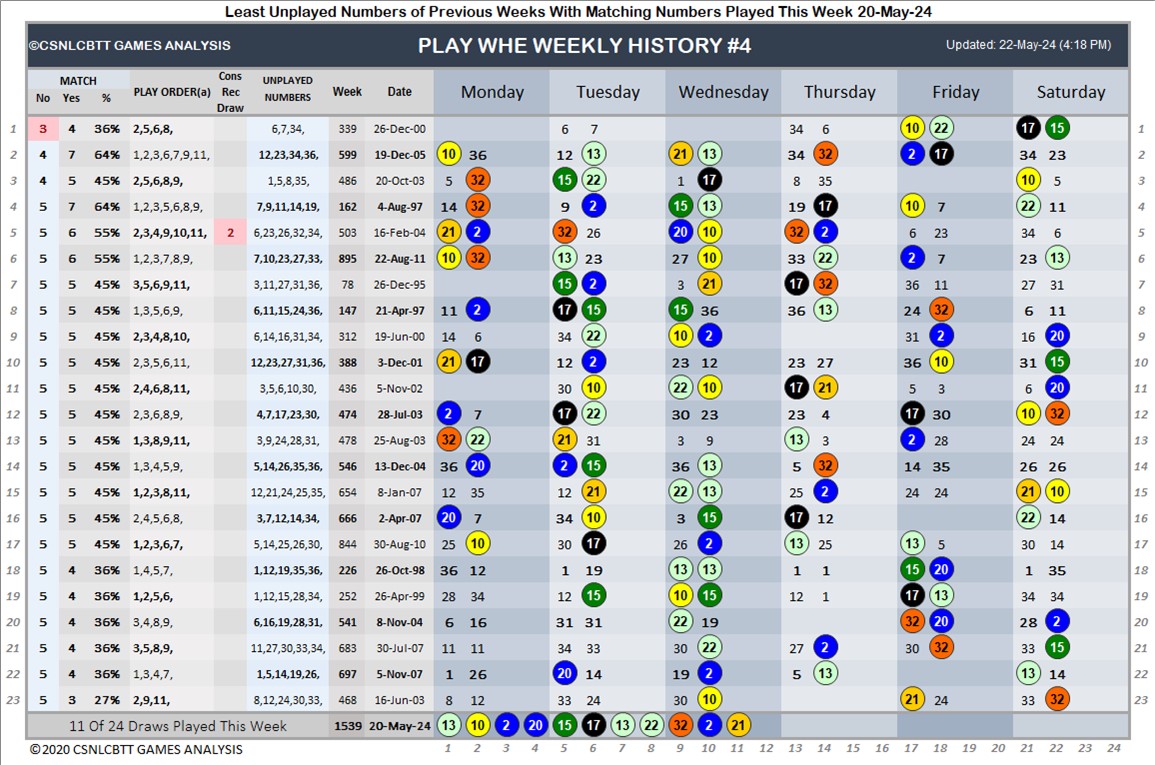 Least Unplayed Numbers of Previous Weeks With Matching Numbers Played This Week 20-May-24
©CSNLCBTT GAMES ANALYSIS PLAY WHE WEEKLY HISTORY #4 Updated: 22-May-24 (4:18 PM)
MATCH Cons
No Yes % PLAY ORDER(a) Rec Draw UNPLAYED NUMBERS Week Date Monday Tuesday Wednesday Thursday Friday Saturday
1 3 4 36% 2,5,6,8, 6,7,34, 339 26-Dec-00 6 7 34 6 10 22 17 15 1
2 4 7 64% 1,2,3,6,7,9,11, 12,23,34,36, 599 19-Dec-05 10 36 12 13 21 13 34 32 2 17 34 23 2
3 4 5 45% 2,5,6,8,9, 1,5,8,35, 486 20-Oct-03 5 32 15 22 1 17 8 35 10 5 3
4 5 7 64% 1,2,3,5,6,8,9, 7,9,11,14,19, 162 4-Aug-97 14 32 9 2 15 13 19 17 10 7 22 11 4
5 5 6 55% 2,3,4,9,10,11, 2 6,23,26,32,34, 503 16-Feb-04 21 2 32 26 20 10 32 2 6 23 34 6 5
6 5 6 55% 1,2,3,7,8,9, 7,10,23,27,33, 895 22-Aug-11 10 32 13 23 27 10 33 22 2 7 23 13 6
7 5 5 45% 3,5,6,9,11, 3,11,27,31,36, 78 26-Dec-95 15 2 3 21 17 32 36 11 27 31 7
8 5 5 45% 1,3,5,6,9, 6,11,15,24,36, 147 21-Apr-97 11 2 17 15 15 36 36 13 24 32 6 11 8
9 5 5 45% 2,3,4,8,10, 6,14,16,31,34, 312 19-Jun-00 14 6 34 22 10 2 31 2 16 20 9
10 5 5 45% 2,3,5,6,11, 12,23,27,31,36, 388 3-Dec-01 21 17 12 2 23 12 23 27 36 10 31 15 10
11 5 5 45% 2,4,6,8,11, 3,5,6,10,30, 436 5-Nov-02 30 10 22 10 17 21 5 3 6 20 11
12 5 5 45% 2,3,6,8,9, 4,7,17,23,30, 474 28-Jul-03 2 7 17 22 30 23 23 4 17 30 10 32 12
13 5 5 45% 1,3,8,9,11, 3,9,24,28,31, 478 25-Aug-03 32 22 21 31 3 9 13 3 2 28 24 24 13
14 5 5 45% 1,3,4,5,9, 5,14,26,35,36, 546 13-Dec-04 36 20 2 15 36 13 5 32 14 35 26 26 14
15 5 5 45% 1,2,3,8,11, 12,21,24,25,35, 654 8-Jan-07 12 35 12 21 22 13 25 2 24 24 21 10 15
16 5 5 45% 2,4,5,6,8, 3,7,12,14,34, 666 2-Apr-07 20 7 34 10 3 15 17 12 22 14 16
17 5 5 45% 1,2,3,6,7, 5,14,25,26,30, 844 30-Aug-10 25 10 30 17 26 2 13 25 13 5 30 14 17
18 5 4 36% 1,4,5,7, 1,12,19,35,36, 226 26-Oct-98 36 12 1 19 13 13 1 1 15 20 1 35 18
19 5 4 36% 1,2,5,6, 1,12,15,28,34, 252 26-Apr-99 28 34 12 15 10 15 12 1 17 13 34 34 19
20 5 4 36% 3,4,8,9, 6,16,19,28,31, 541 8-Nov-04 6 16 31 31 22 19 32 20 28 2 20
21 5 4 36% 3,5,8,9, 11,27,30,33,34, 683 30-Jul-07 11 11 34 33 30 22 27 2 30 32 33 15 21
22 5 4 36% 1,3,4,7, 1,5,14,19,26, 697 5-Nov-07 1 26 20 14 19 2 5 13 13 14 22
23 5 3 27% 2,9,11, 8,12,24,30,33, 468 16-Jun-03 8 12 33 24 30 10 21 24 33 32 23
11 Of 24 Draws Played This Week 1539 20-May-24 13 10 2 20 15 17 13 22 32 2 21
© 2020 CSNLCBTT GAMES ANALYSIS 1 2 3 4 5 6 7 8 9 10 11 12 13 14 15 16 17 18 19 20 21 22 23 24